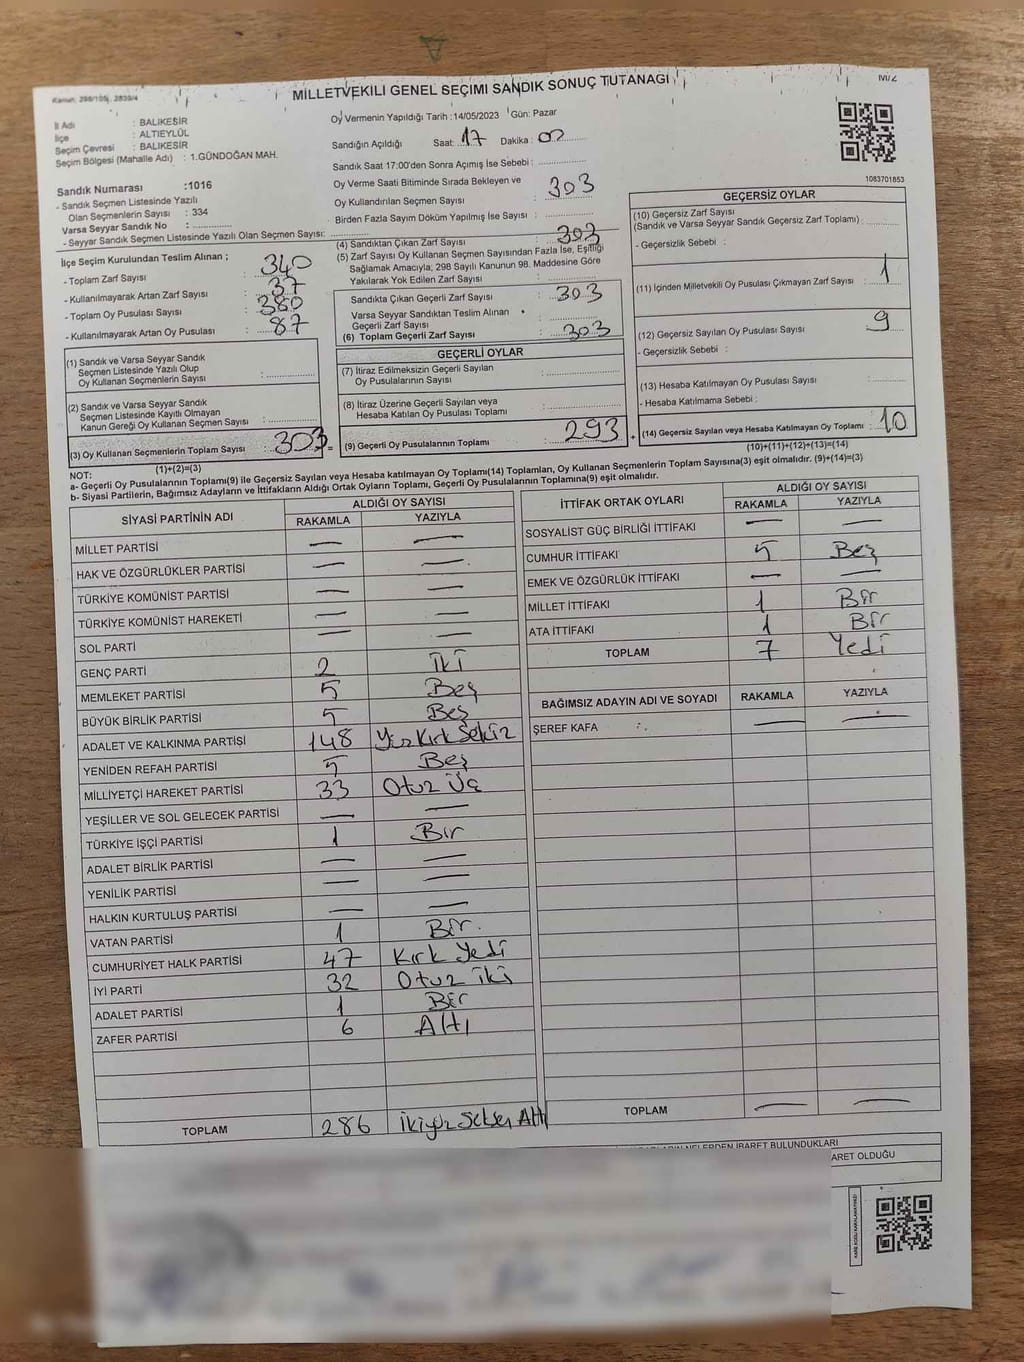 Kanun: 298/105, 2839/4
MİLLETVEKİLİ GENEL SEÇİMİ SANDIK SONUÇ TUTANAĞI
İl Adı : BALIKESİR
İlçe : ALTIEYLÜL
Seçim Çevresi : BALIKESİR
Seçim Bölgesi (Mahalle Adı) : 1.GÜNDOĞAN MAH.
Oy Vermenin Yapıldığı Tarih :14/05/2023 Gün: Pazar
Sandığın Açıldığı Saat: 17 Dakika : 00
Sandık Saat 17:00'den Sonra Açımış İse Sebebi :
Oy Verme Saati Bitiminde Sırada Bekleyen ve
Oy Kullandırılan Seçmen Sayısı : 303
Birden Fazla Sayım Döküm Yapılmış İse Sayısı :
1083701853
Sandık Numarası :1016
- Sandık Seçmen Listesinde Yazılı
Olan Seçmenlerin Sayısı : 334
Varsa Seyyar Sandık No :
- Seyyar Sandık Seçmen Listesinde Yazılı Olan Seçmen Sayısı:
İlçe Seçim Kurulundan Teslim Alınan ;
- Toplam Zarf Sayısı : 340
- Kullanılmayarak Artan Zarf Sayısı : 37
- Toplam Oy Pusulası Sayısı : 380
- Kullanılmayarak Artan Oy Pusulası : 87
(1) Sandık ve Varsa Seyyar Sandık
Seçmen Listesinde Yazılı Olup
Oy Kullanan Seçmenlerin Sayısı :
(2) Sandık ve Varsa Seyyar Sandık
Seçmen Listesinde Kayıtlı Olmayan
Kanun Gereği Oy Kullanan Seçmen Sayısı :
(3) Oy Kullanan Seçmenlerin Toplam Sayısı : 303 =
(1)+(2)=(3)
(4) Sandıktan Çıkan Zarf Sayısı : 303
(5) Zarf Sayısı Oy Kullanan Seçmen Sayısından Fazla İse, Eşitliği
Sağlamak Amacıyla; 298 Sayılı Kanunun 98. Maddesine Göre
Yakılarak Yok Edilen Zarf Sayısı :
Sandıkta Çıkan Geçerli Zarf Sayısı : 303
Varsa Seyyar Sandıktan Teslim Alınan
Geçerli Zarf Sayısı :
(6) Toplam Geçerli Zarf Sayısı : 303
GEÇERLİ OYLAR
(7) İtiraz Edilmeksizin Geçerli Sayılan
Oy Pusulalarının Sayısı :
(8) İtiraz Üzerine Geçerli Sayılan veya
Hesaba Katılan Oy Pusulası Toplamı :
(9) Geçerli Oy Pusulalarının Toplamı : 293 +
GEÇERSİZ OYLAR
(10) Geçersiz Zarf Sayısı
(Sandık ve Varsa Seyyar Sandık Geçersiz Zarf Toplamı) :
- Geçersizlik Sebebi :
(11) İçinden Milletvekili Oy Pusulası Çıkmayan Zarf Sayısı : 1
(12) Geçersiz Sayılan Oy Pusulası Sayısı : 9
- Geçersizlik Sebebi :
(13) Hesaba Katılmayan Oy Pusulası Sayısı :
- Hesaba Katılmama Sebebi :
(14) Geçersiz Sayılan veya Hesaba Katılmayan Oy Toplamı : 10
(10)+(11)+(12)+(13)=(14)
NOT:
a- Geçerli Oy Pusulalarının Toplamı(9) ile Geçersiz Sayılan veya Hesaba katılmayan Oy Toplamı(14) Toplamları, Oy Kullanan Seçmenlerin Toplam Sayısına(3) eşit olmalıdır. (9)+(14)=(3)
b- Siyasi Partilerin, Bağımsız Adayların ve İttifakların Aldığı Ortak Oyların Toplamı, Geçerli Oy Pusulalarının Toplamına(9) eşit olmalıdır.
SİYASİ PARTİNİN ADI ALDIĞI OY SAYISI
RAKAMLA YAZIYLA
MİLLET PARTİSİ — —
HAK VE ÖZGÜRLÜKLER PARTİSİ — —
TÜRKİYE KOMÜNİST PARTİSİ — —
TÜRKİYE KOMÜNİST HAREKETİ — —
SOL PARTİ — —
GENÇ PARTİ 2 İki
MEMLEKET PARTİSİ 5 Beş
BÜYÜK BİRLİK PARTİSİ 5 Beş
ADALET VE KALKINMA PARTİSİ 148 Yüz Kırk Sekiz
YENİDEN REFAH PARTİSİ 5 Beş
MİLLİYETÇİ HAREKET PARTİSİ 33 Otuz Üç
YEŞİLLER VE SOL GELECEK PARTİSİ — —
TÜRKİYE İŞÇİ PARTİSİ 1 Bır
ADALET BİRLİK PARTİSİ — —
YENİLİK PARTİSİ — —
HALKIN KURTULUŞ PARTİSİ — —
VATAN PARTİSİ 1 Bir.
CUMHURİYET HALK PARTİSİ 47 Kırk Yedi
İYİ PARTİ 32 Otuz iki
ADALET PARTİSİ 1 Bir
ZAFER PARTİSİ 6 Altı
TOPLAM 286 İkiyüz Seksen Altı
İTTİFAK ORTAK OYLARI ALDIĞI OY SAYISI
RAKAMLA YAZIYLA
SOSYALİST GÜÇ BİRLİĞİ İTTİFAKI — —
CUMHUR İTTİFAKI 5 Beş
EMEK VE ÖZGÜRLÜK İTTİFAKI — —
MİLLET İTTİFAKI 1 Bir
ATA İTTİFAKI 1 Bir
TOPLAM 7 Yedi
BAĞIMSIZ ADAYIN ADI VE SOYADI RAKAMLA YAZIYLA
ŞEREF KAFA — —
TOPLAM — —
NELERDEN İBARET BULUNDUKLARI
ARET OLDUĞU